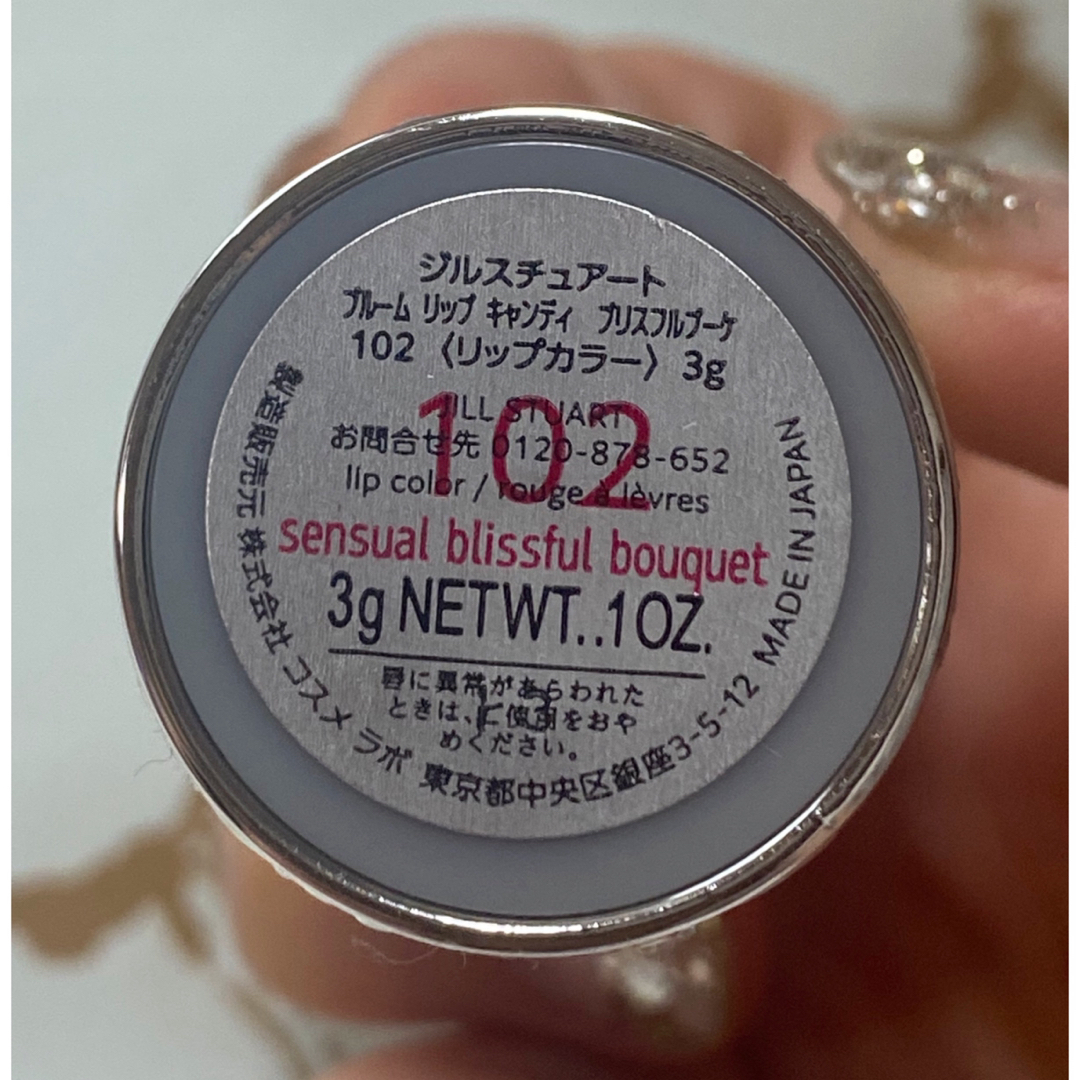 ジルスチュアート
ブルーム リップ キャンディ ブリスフルブーケ
102 〈リップカラー〉 3g
102
JILL STUART
お問合せ先 0120-878-652
lip color / rouge à lèvres
sensual blissful bouquet
3g NETWT..1OZ.
唇に異常があらわれた
ときは、ご使用をおや
めください。
製造販売元 株式会社 コスメ ラボ 東京都中央区銀座3-5-12 MADE IN JAPAN